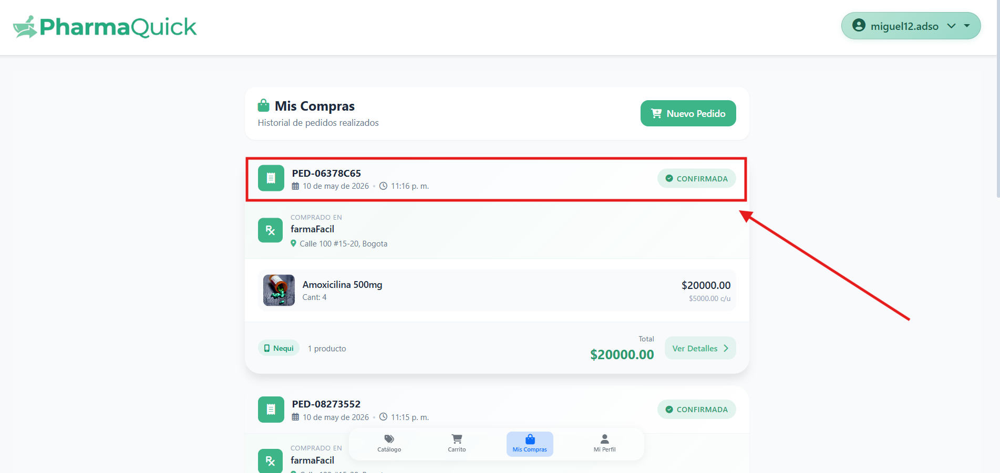 PharmaQuick
miguel12.adso
Mis Compras
Historial de pedidos realizados
Nuevo Pedido
PED-06378C65
10 de may de 2026 • 11:16 p. m.
CONFIRMADA
COMPRADO EN
farmaFacil
Calle 100 #15-20, Bogota
Amoxicilina 500mg
Cant: 4
$20000.00
$5000.00 c/u
Nequi
1 producto
Total
$20000.00
Ver Detalles
PED-08273552
10 de may de 2026 • 11:15 p. m.
CONFIRMADA
COMPRADO EN
farmaFacil
Catálogo
Carrito
Mis Compras
Mi Perfil